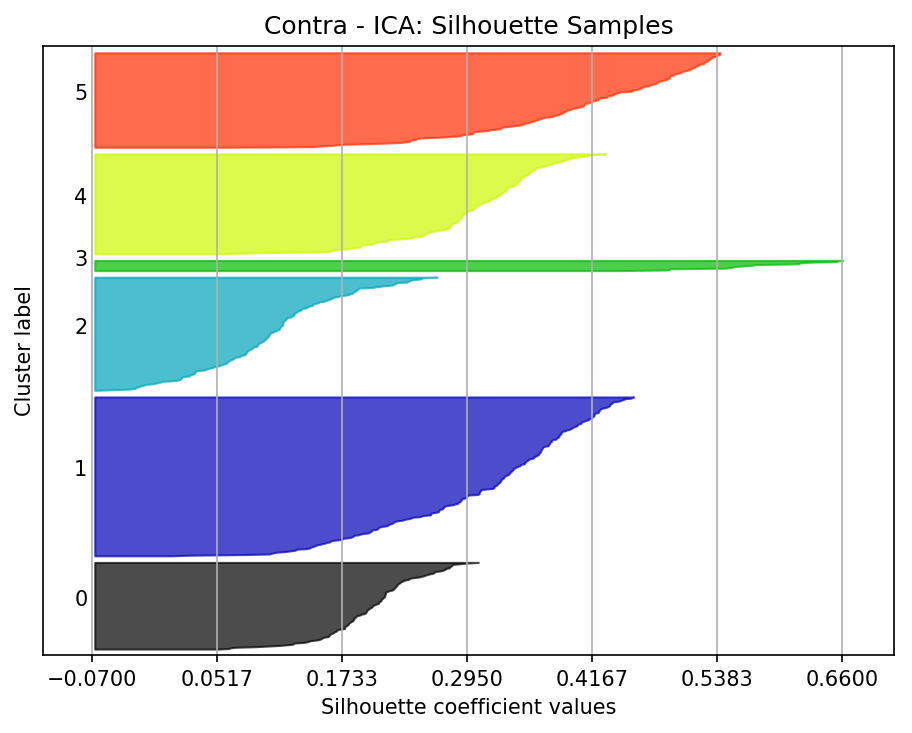 Contra - ICA: Silhouette Samples
5
4
3
2
1
0
Cluster label
−0.0700 0.0517 0.1733 0.2950 0.4167 0.5383 0.6600
Silhouette coefficient values